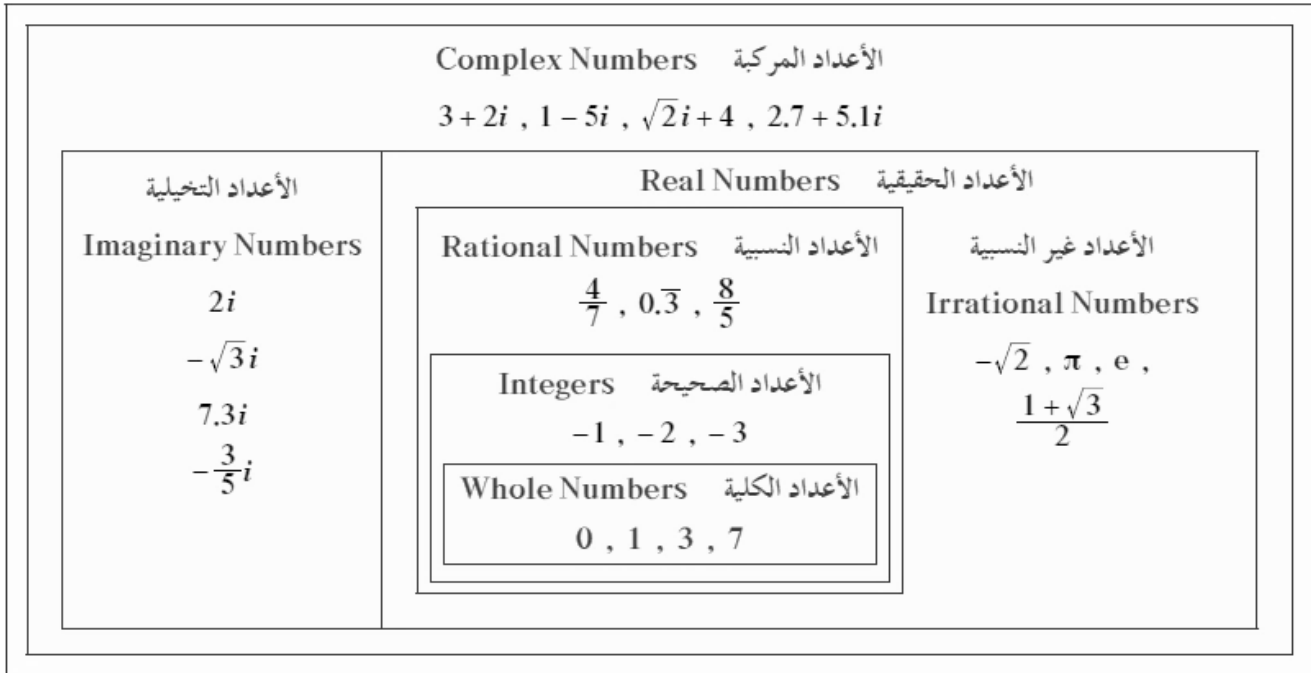 Complex Numbers الأعداد المركبة
3 + 2i , 1 – 5i , √2i + 4 , 2.7 + 5.1i
الأعداد التخيلية
Imaginary Numbers
2i
– √3i
7.3i
– 3/5 i
Real Numbers الأعداد الحقيقية
Rational Numbers الأعداد النسبية
4/7 , 0.3̅ , 8/5
Integers الأعداد الصحيحة
–1 , – 2 , – 3
Whole Numbers الأعداد الكلية
0 , 1 , 3 , 7
الأعداد غير النسبية
Irrational Numbers
–√2 , π , e ,
(1 + √3)/2